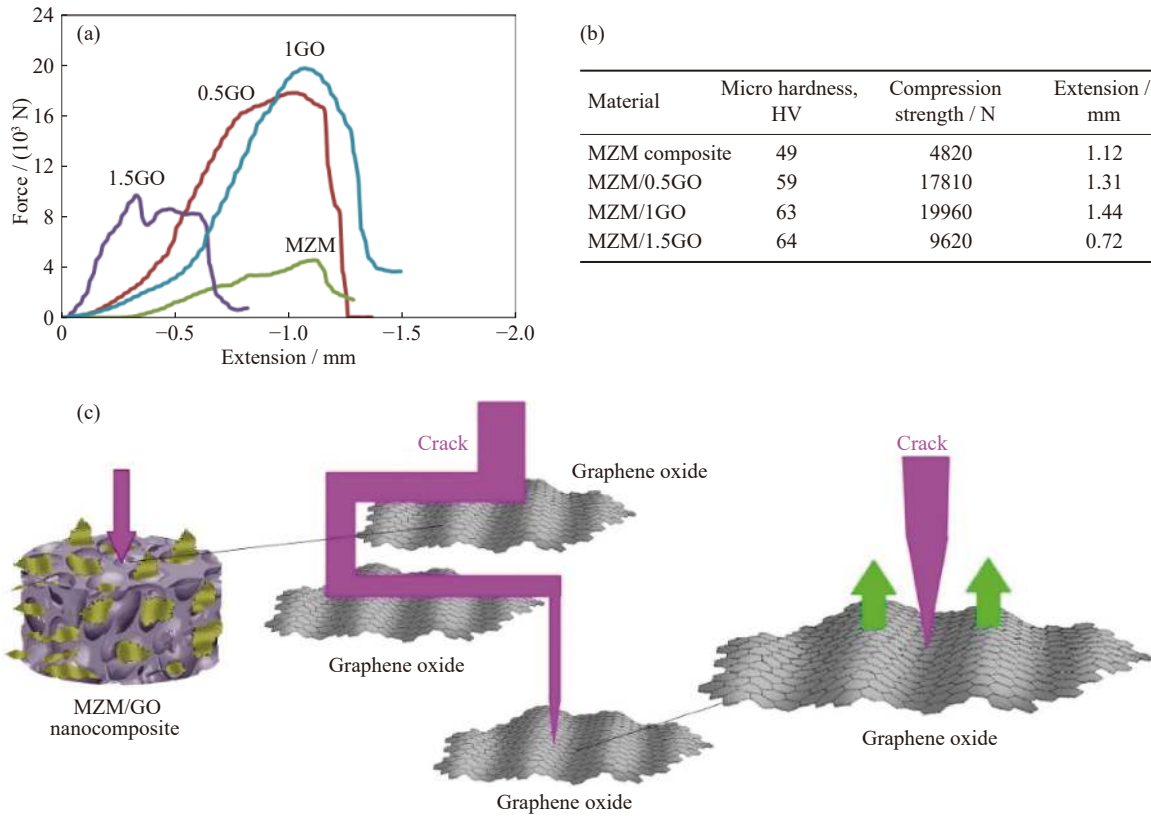 (a)
24
20
16
12
8
4
0
Force / (10³ N)
1GO
0.5GO
1.5GO
MZM
0 −0.5 −1.0 −1.5 −2.0
Extension / mm
(b)
Material Micro hardness, HV Compression strength / N Extension / mm
MZM composite 49 4820 1.12
MZM/0.5GO 59 17810 1.31
MZM/1GO 63 19960 1.44
MZM/1.5GO 64 9620 0.72
(c)
Crack
Graphene oxide
Graphene oxide
Graphene oxide
MZM/GO
nanocomposite
Crack
Graphene oxide